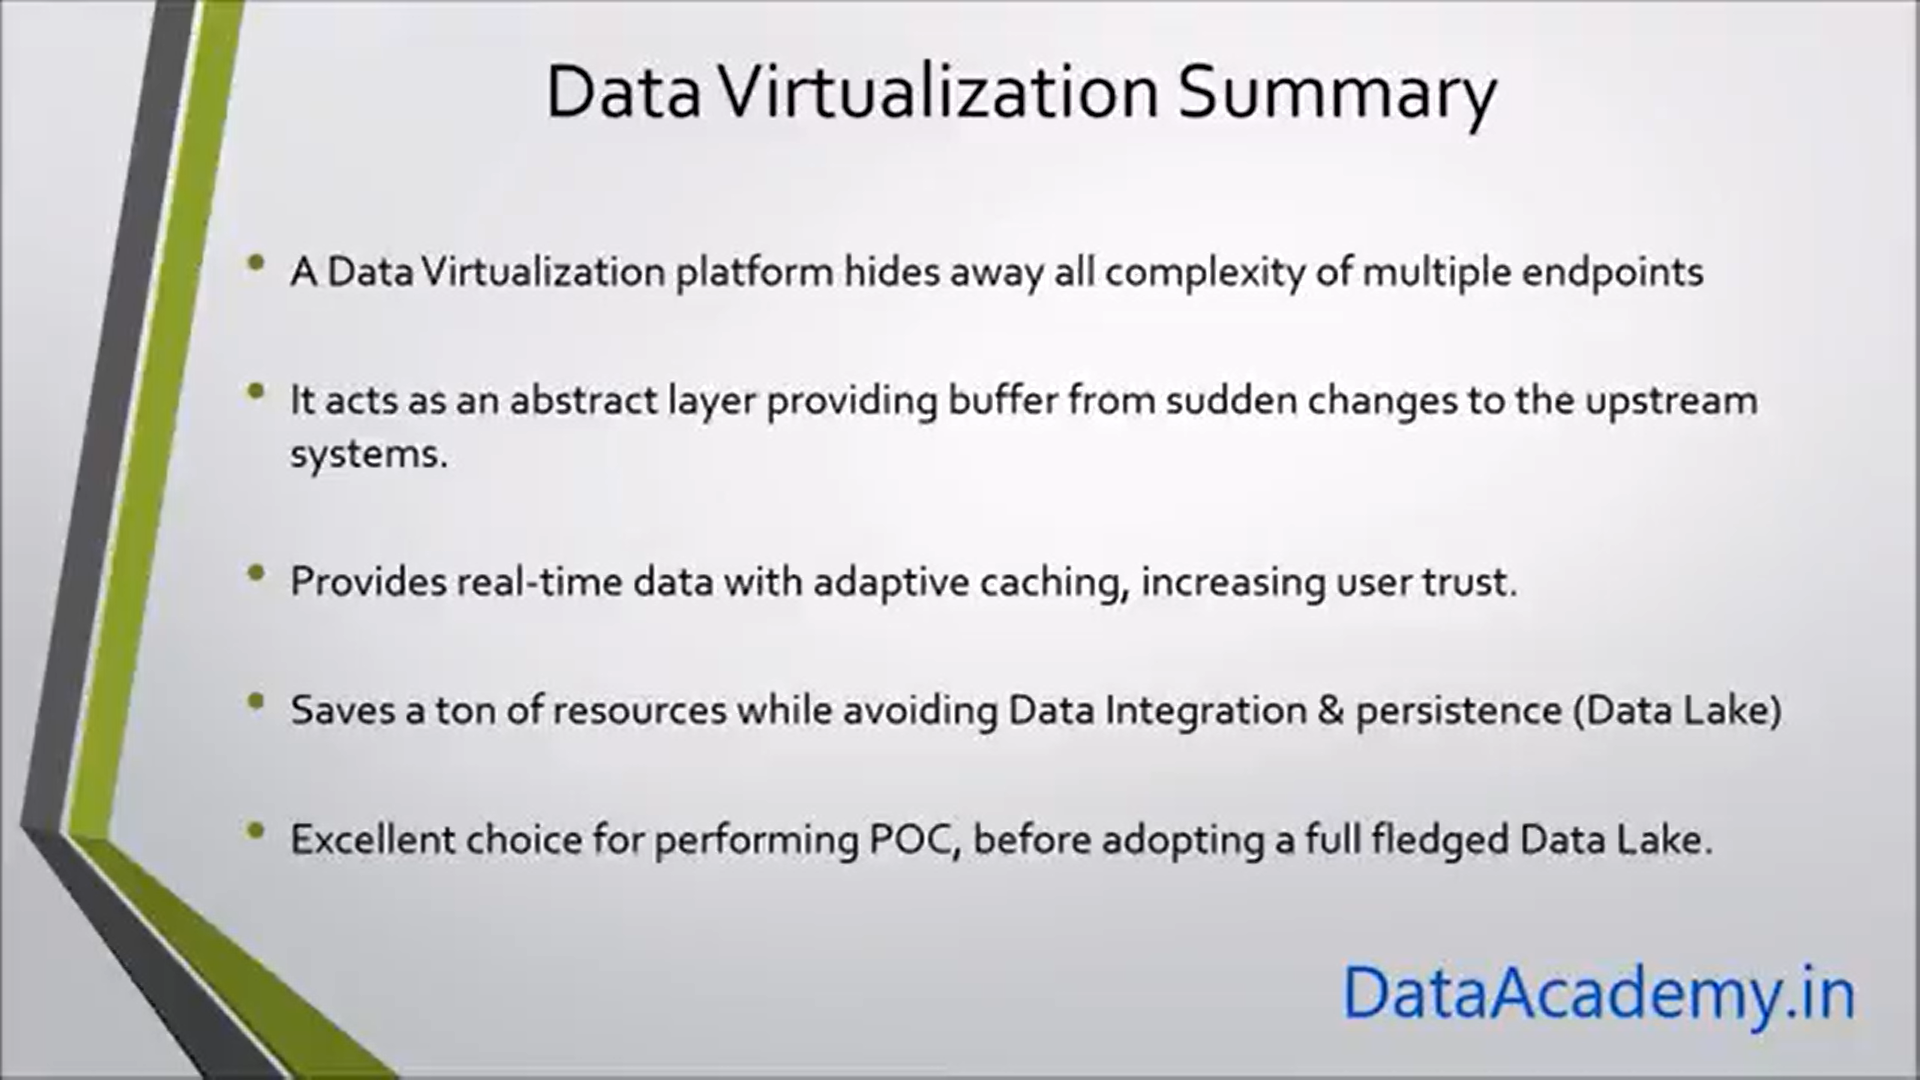 Data Virtualization Summary
• A Data Virtualization platform hides away all complexity of multiple endpoints
• It acts as an abstract layer providing buffer from sudden changes to the upstream
systems.
• Provides real-time data with adaptive caching, increasing user trust.
• Saves a ton of resources while avoiding Data Integration & persistence (Data Lake)
• Excellent choice for performing POC, before adopting a full fledged Data Lake.
DataAcademy.in